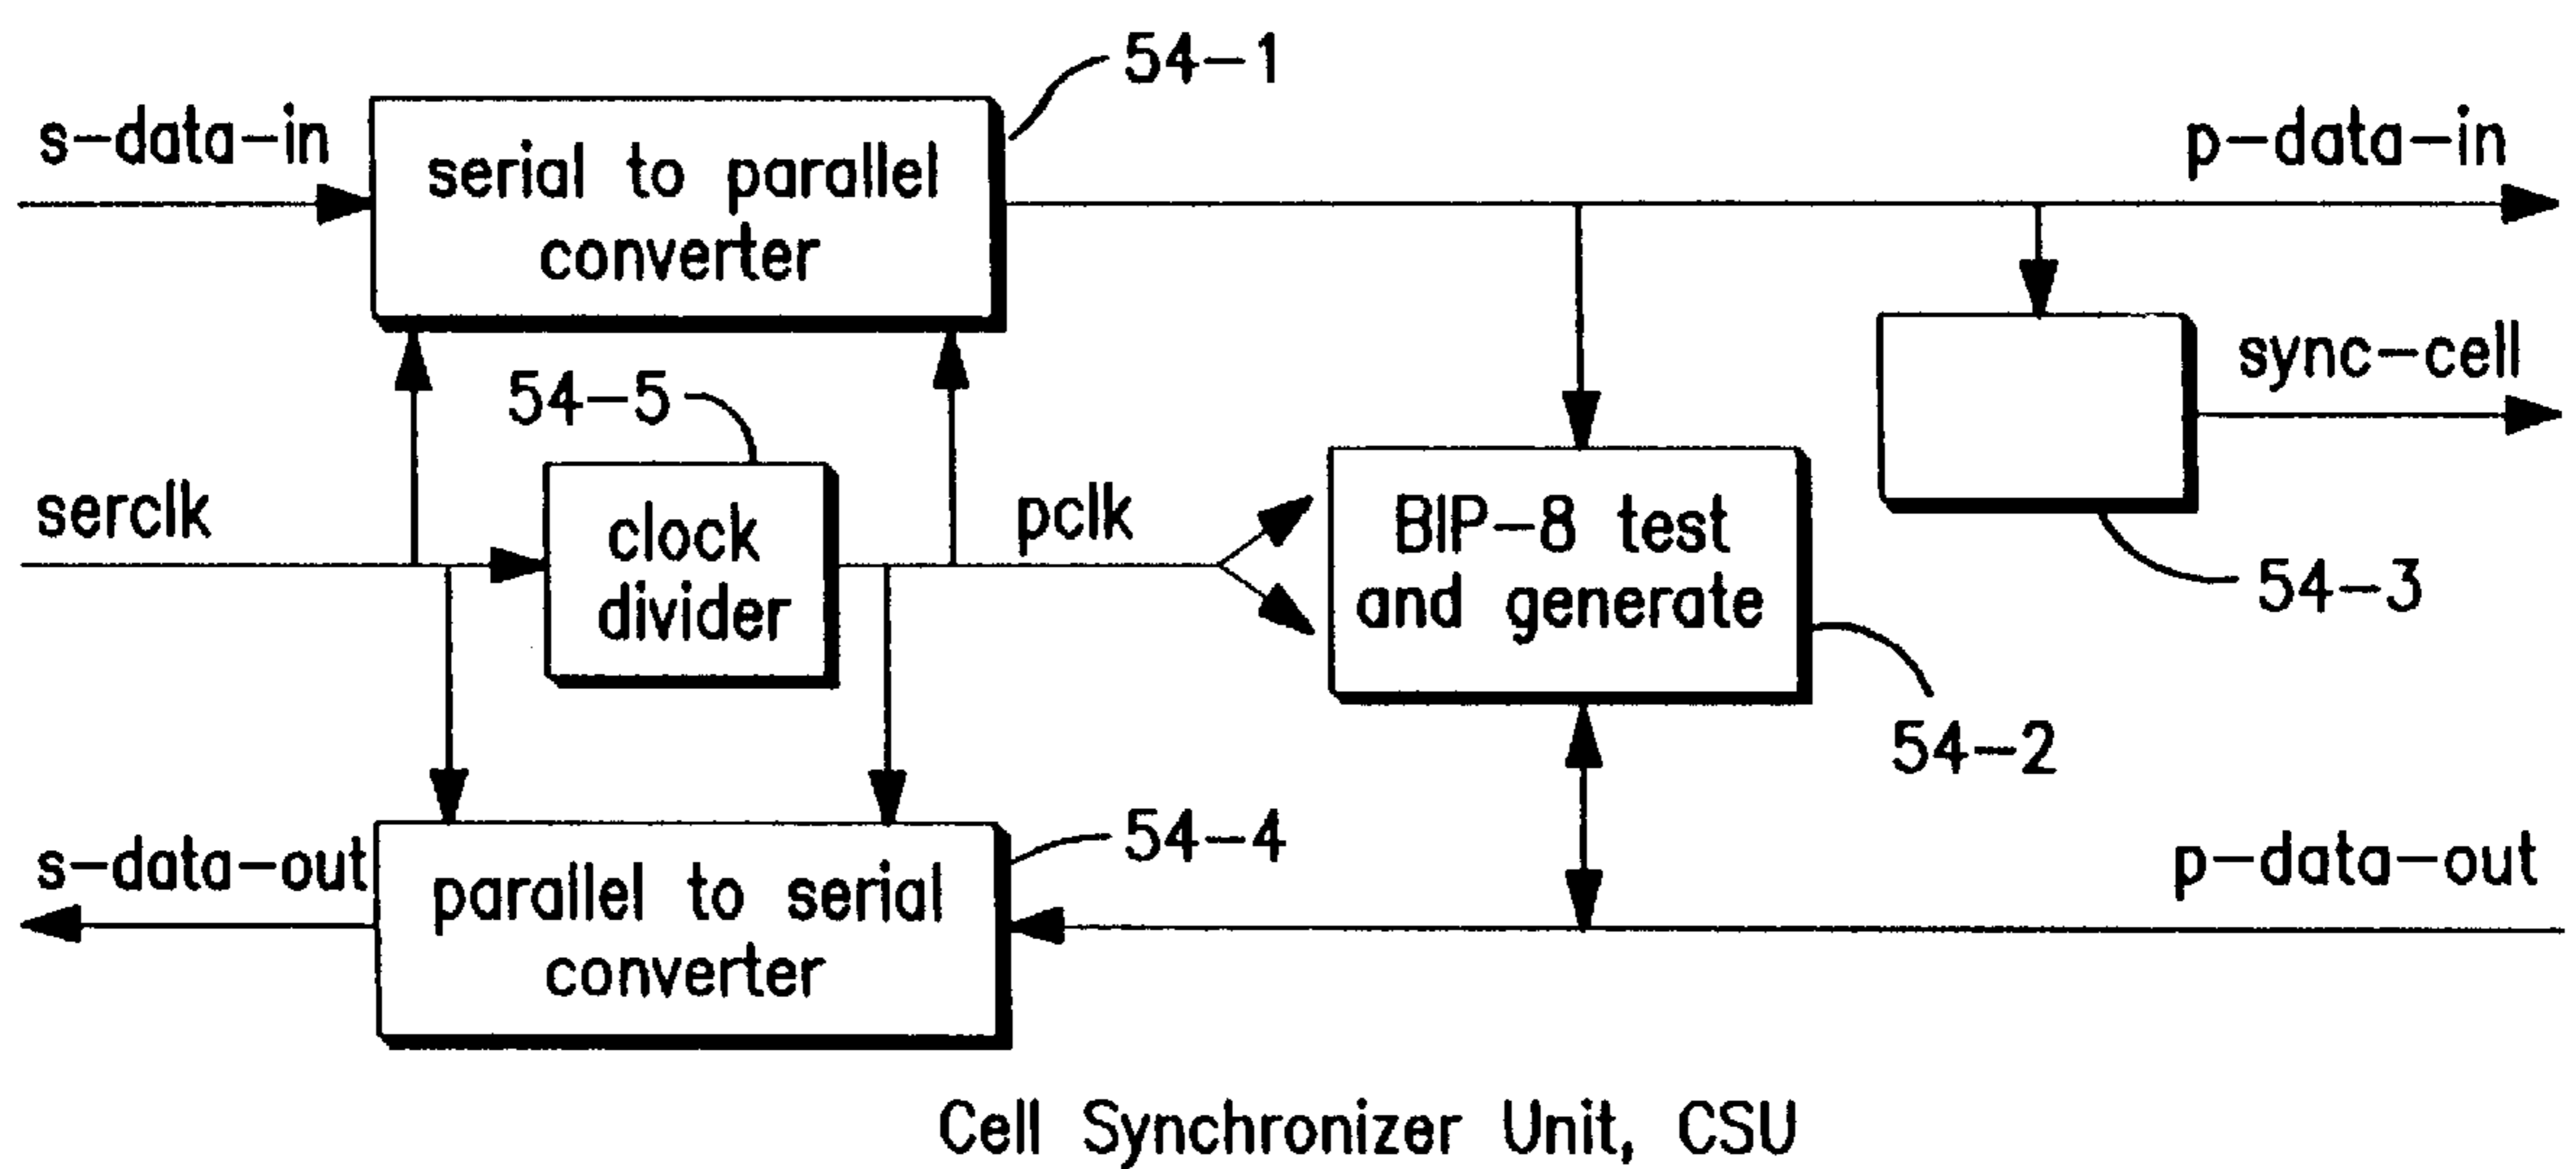 54-1
s-data-in
serial to parallel
converter
p-data-in
sync-cell
54-5
serclk
clock
divider
pclk
BIP-8 test
and generate
54-3
54-2
s-data-out
parallel to serial
converter
54-4
p-data-out
Cell Synchronizer Unit, CSU